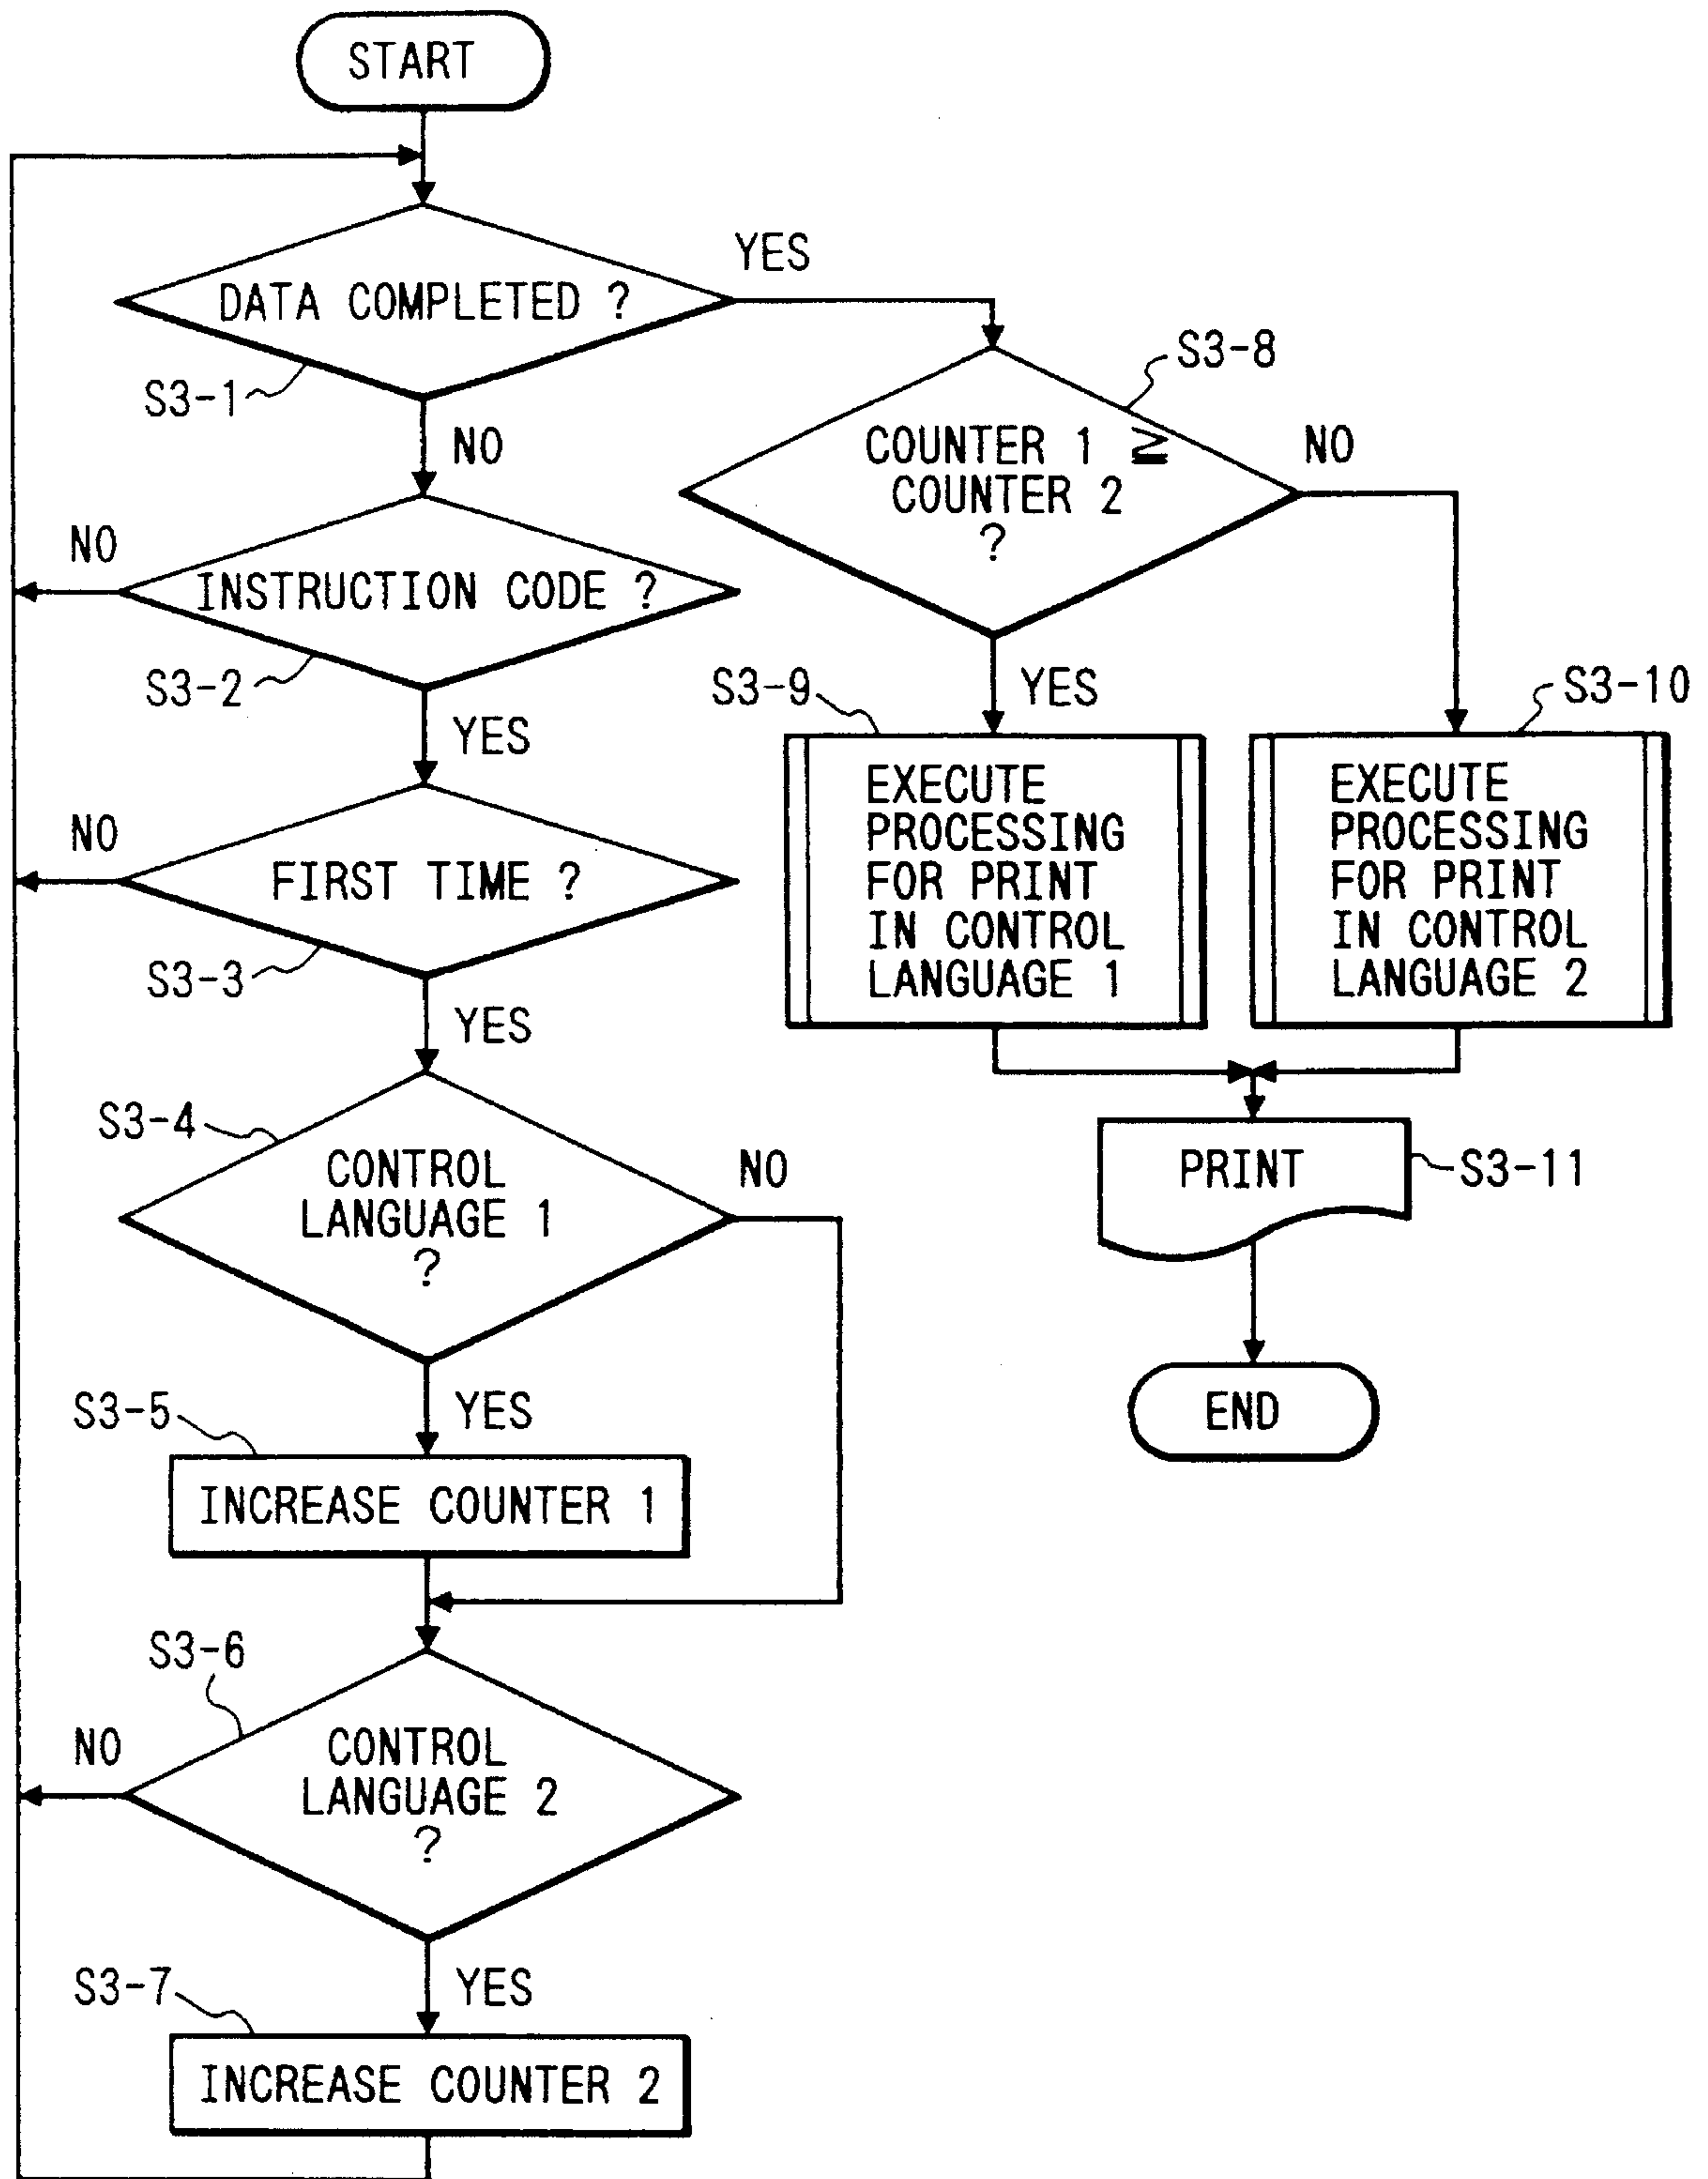 START
DATA COMPLETED ?
YES
S3-1
NO
INSTRUCTION CODE ?
NO
S3-2
YES
FIRST TIME ?
NO
S3-3
YES
S3-4
CONTROL
LANGUAGE 1
?
NO
YES
S3-5
INCREASE COUNTER 1
S3-6
CONTROL
LANGUAGE 2
?
NO
YES
S3-7
INCREASE COUNTER 2
S3-8
COUNTER 1 ≧
COUNTER 2
?
NO
YES
S3-9
EXECUTE
PROCESSING
FOR PRINT
IN CONTROL
LANGUAGE 1
S3-10
EXECUTE
PROCESSING
FOR PRINT
IN CONTROL
LANGUAGE 2
PRINT
S3-11
END